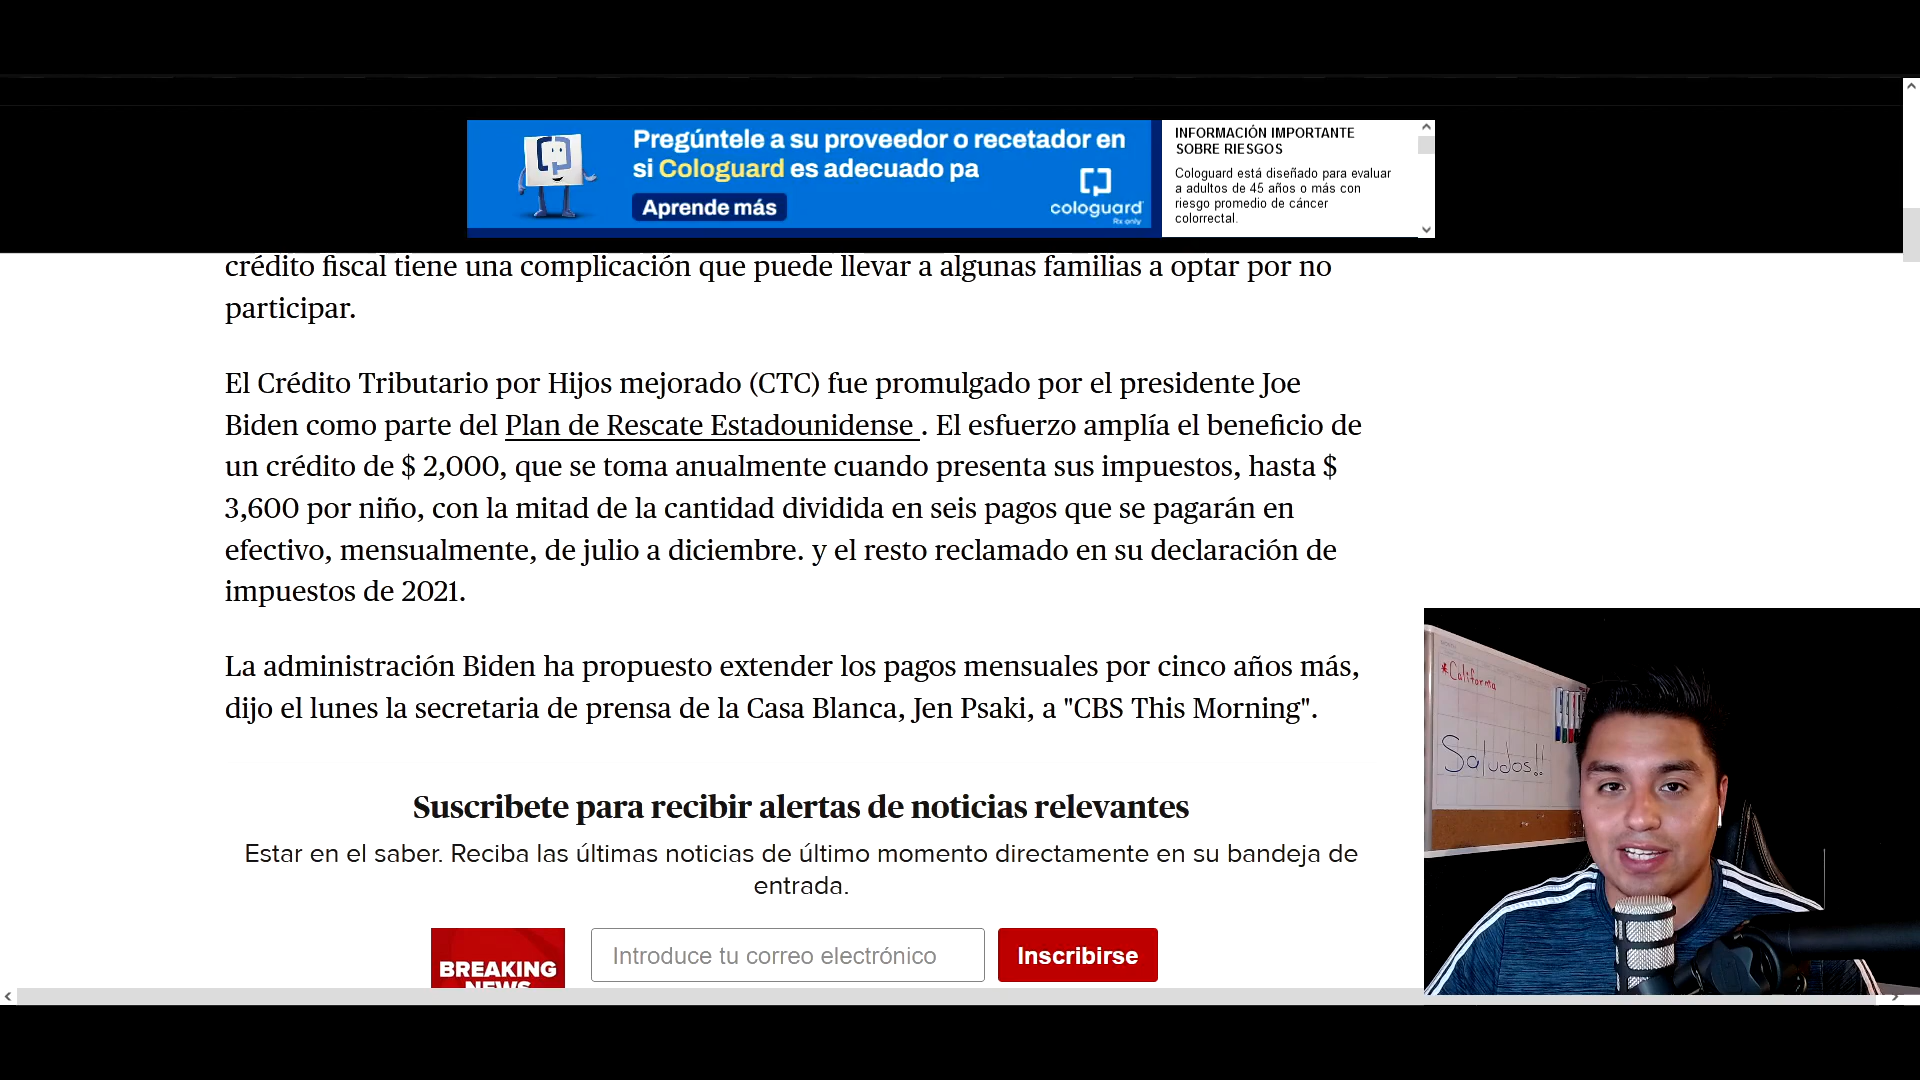 Pregúntele a su proveedor o recetador en
si Cologuard es adecuado pa
Aprende más
cologuard
Rx only
INFORMACIÓN IMPORTANTE
SOBRE RIESGOS
Cologuard está diseñado para evaluar
a adultos de 45 años o más con
riesgo promedio de cáncer
colorrectal.
crédito fiscal tiene una complicación que puede llevar a algunas familias a optar por no
participar.
El Crédito Tributario por Hijos mejorado (CTC) fue promulgado por el presidente Joe
Biden como parte del Plan de Rescate Estadounidense . El esfuerzo amplía el beneficio de
un crédito de $ 2,000, que se toma anualmente cuando presenta sus impuestos, hasta $
3,600 por niño, con la mitad de la cantidad dividida en seis pagos que se pagarán en
efectivo, mensualmente, de julio a diciembre. y el resto reclamado en su declaración de
impuestos de 2021.
La administración Biden ha propuesto extender los pagos mensuales por cinco años más,
dijo el lunes la secretaria de prensa de la Casa Blanca, Jen Psaki, a "CBS This Morning".
Suscribete para recibir alertas de noticias relevantes
Estar en el saber. Reciba las últimas noticias de último momento directamente en su bandeja de
entrada.
BREAKING
NEWS
Introduce tu correo electrónico
Inscribirse
*California
Saludos!!